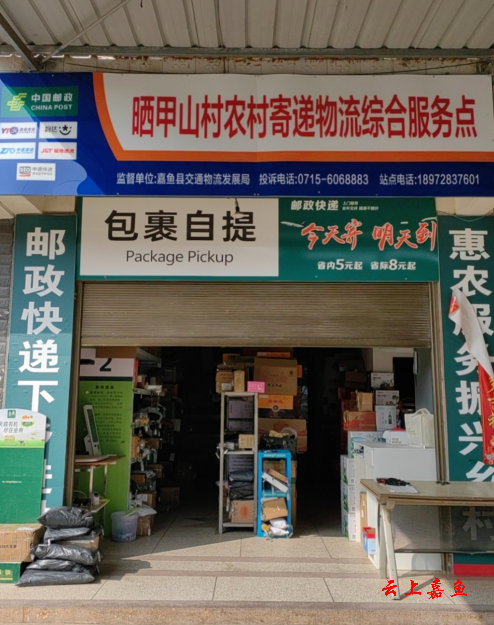 中国邮政
CHINA POST
晒甲山村农村寄递物流综合服务点
监督单位:嘉鱼县交通物流发展局 投诉电话:0715-6068883 站点电话:18972837601
包裹自提
Package Pickup
邮政快递
今天寄 明天到
省内5元起 省际8元起
邮政快递下
惠农服务振兴乡村
2
云上嘉鱼